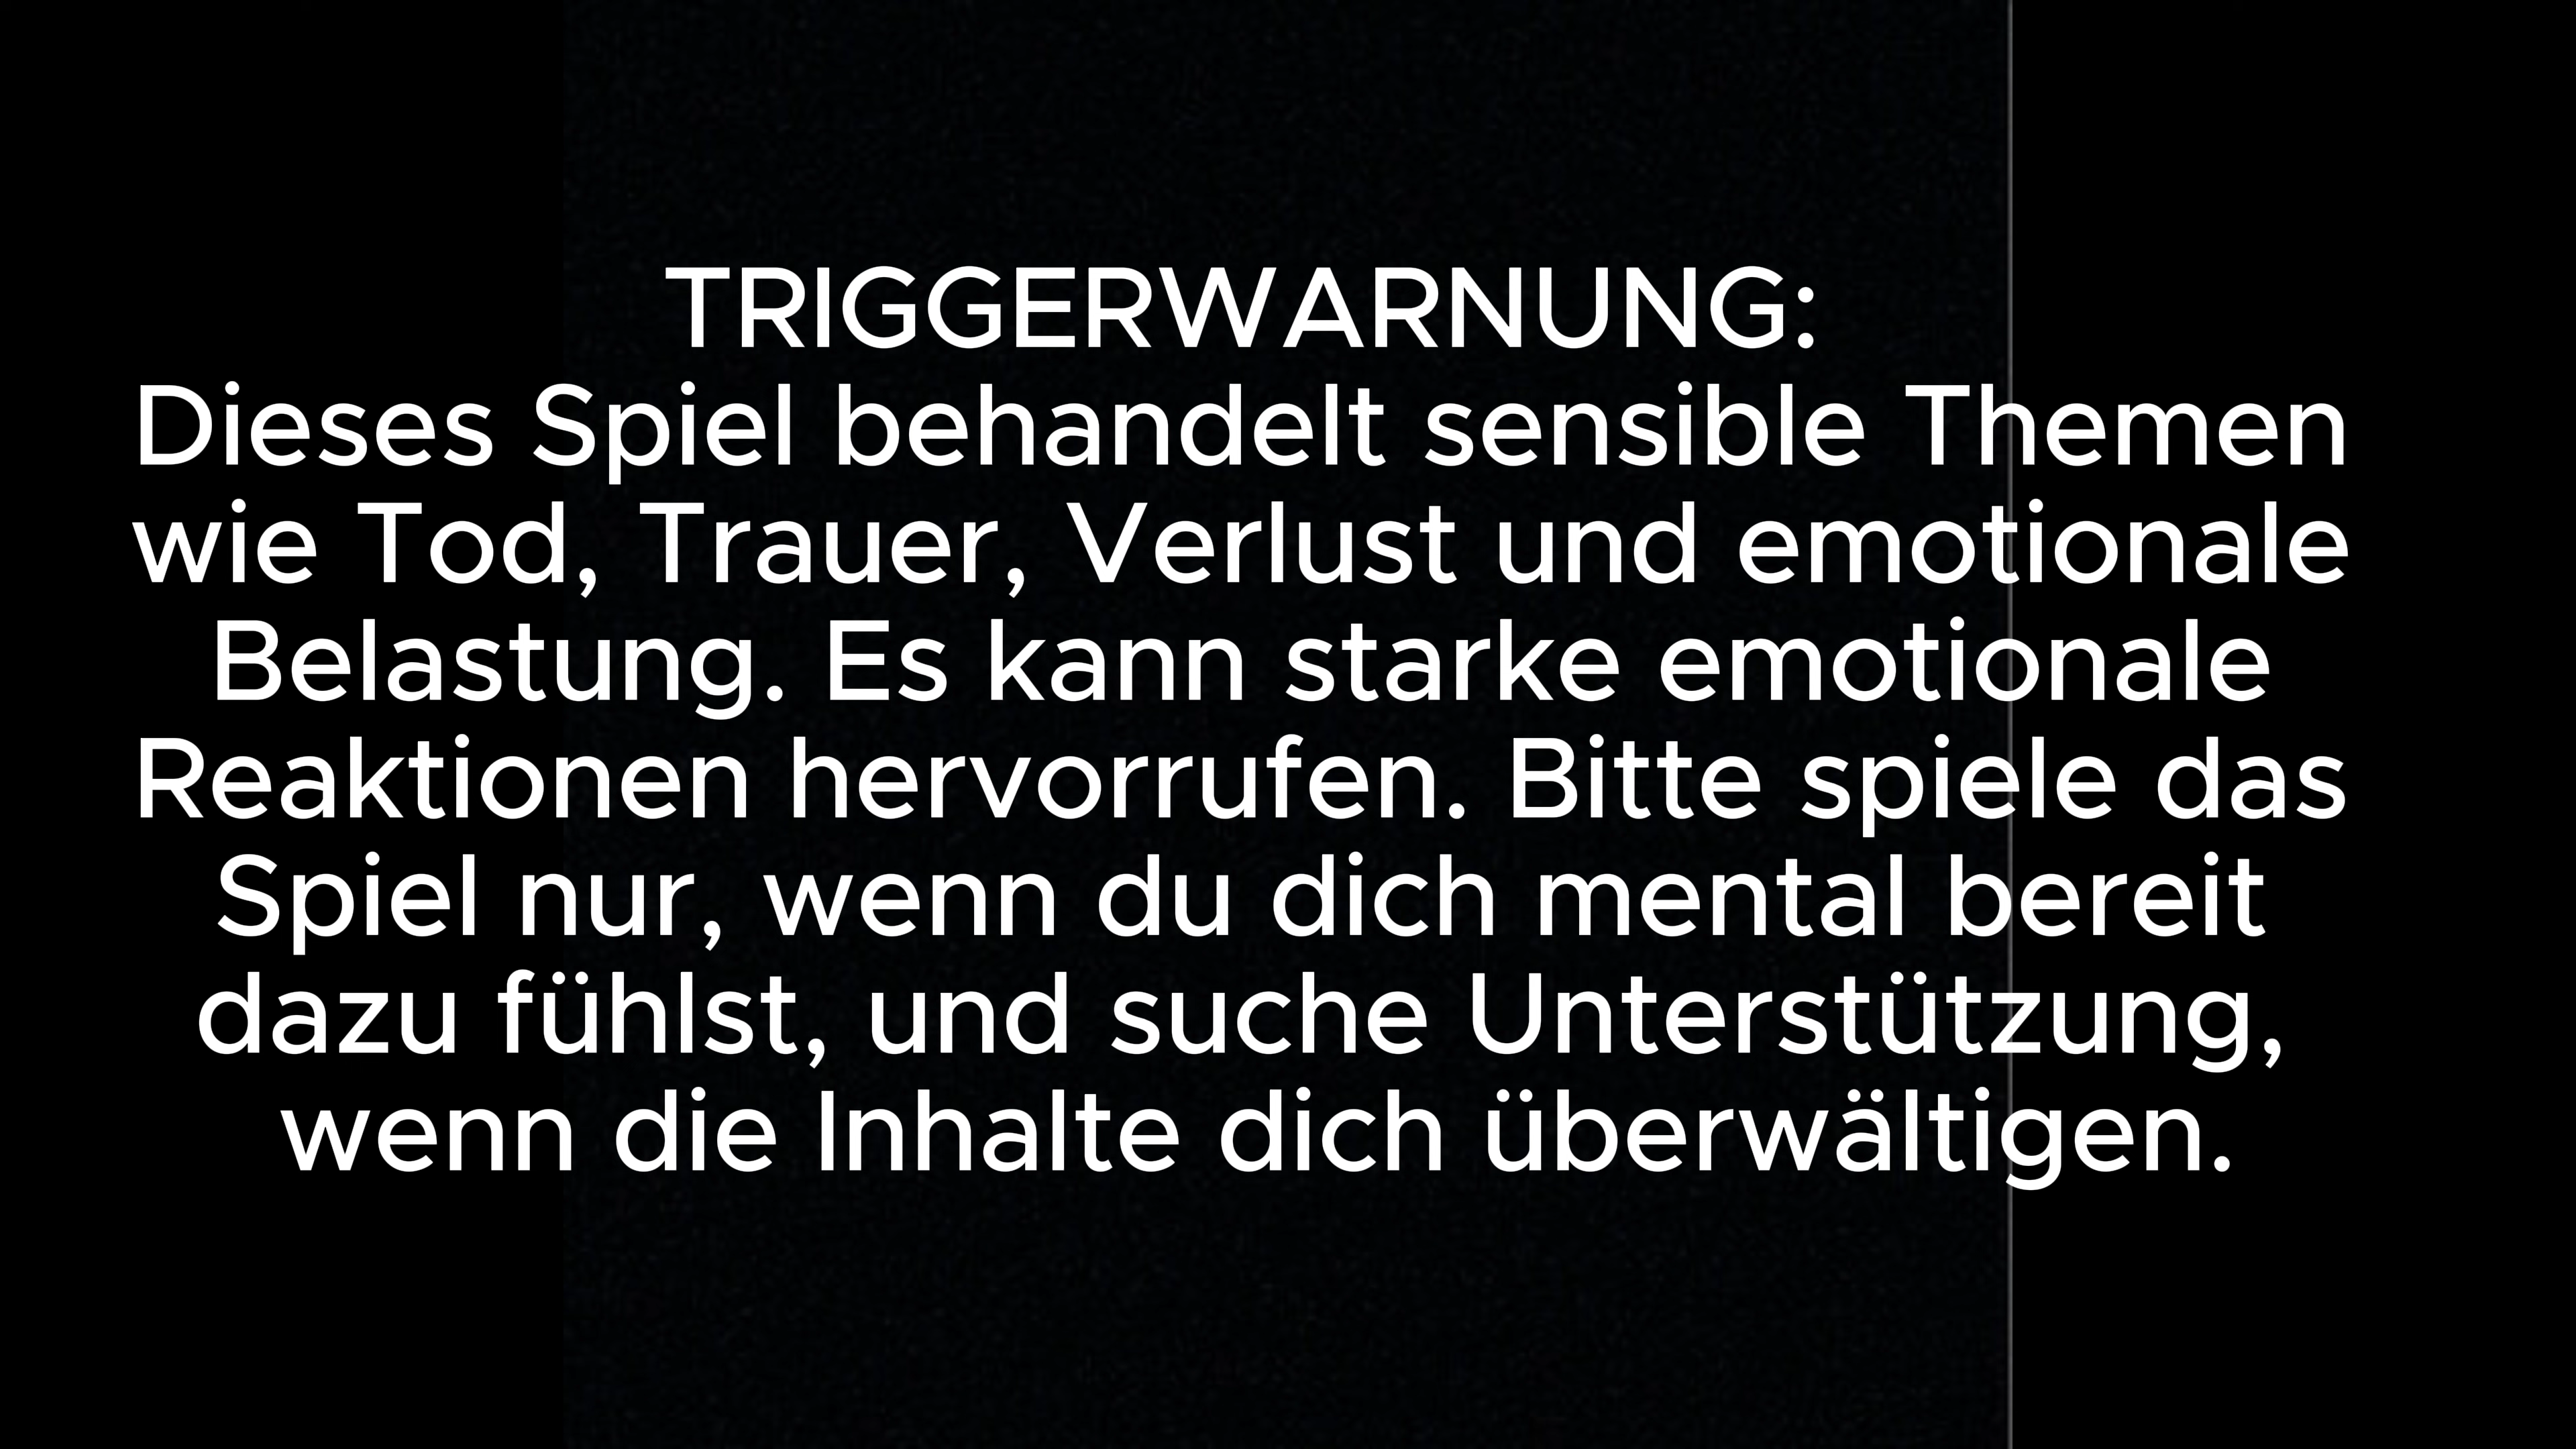 TRIGGERWARNUNG:
Dieses Spiel behandelt sensible Themen
wie Tod, Trauer, Verlust und emotionale
Belastung. Es kann starke emotionale
Reaktionen hervorrufen. Bitte spiele das
Spiel nur, wenn du dich mental bereit
dazu fühlst, und suche Unterstützung,
wenn die Inhalte dich überwältigen.